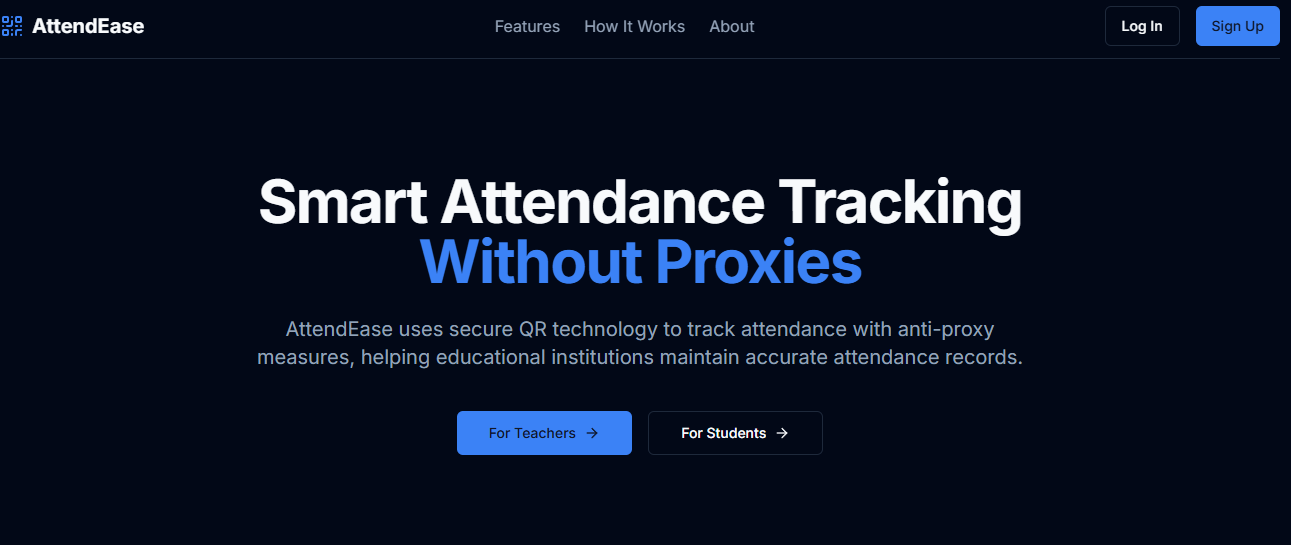 AttendEase
Features
How It Works
About
Log In
Sign Up
Smart Attendance Tracking
Without Proxies
AttendEase uses secure QR technology to track attendance with anti-proxy
measures, helping educational institutions maintain accurate attendance records.
For Teachers →
For Students →